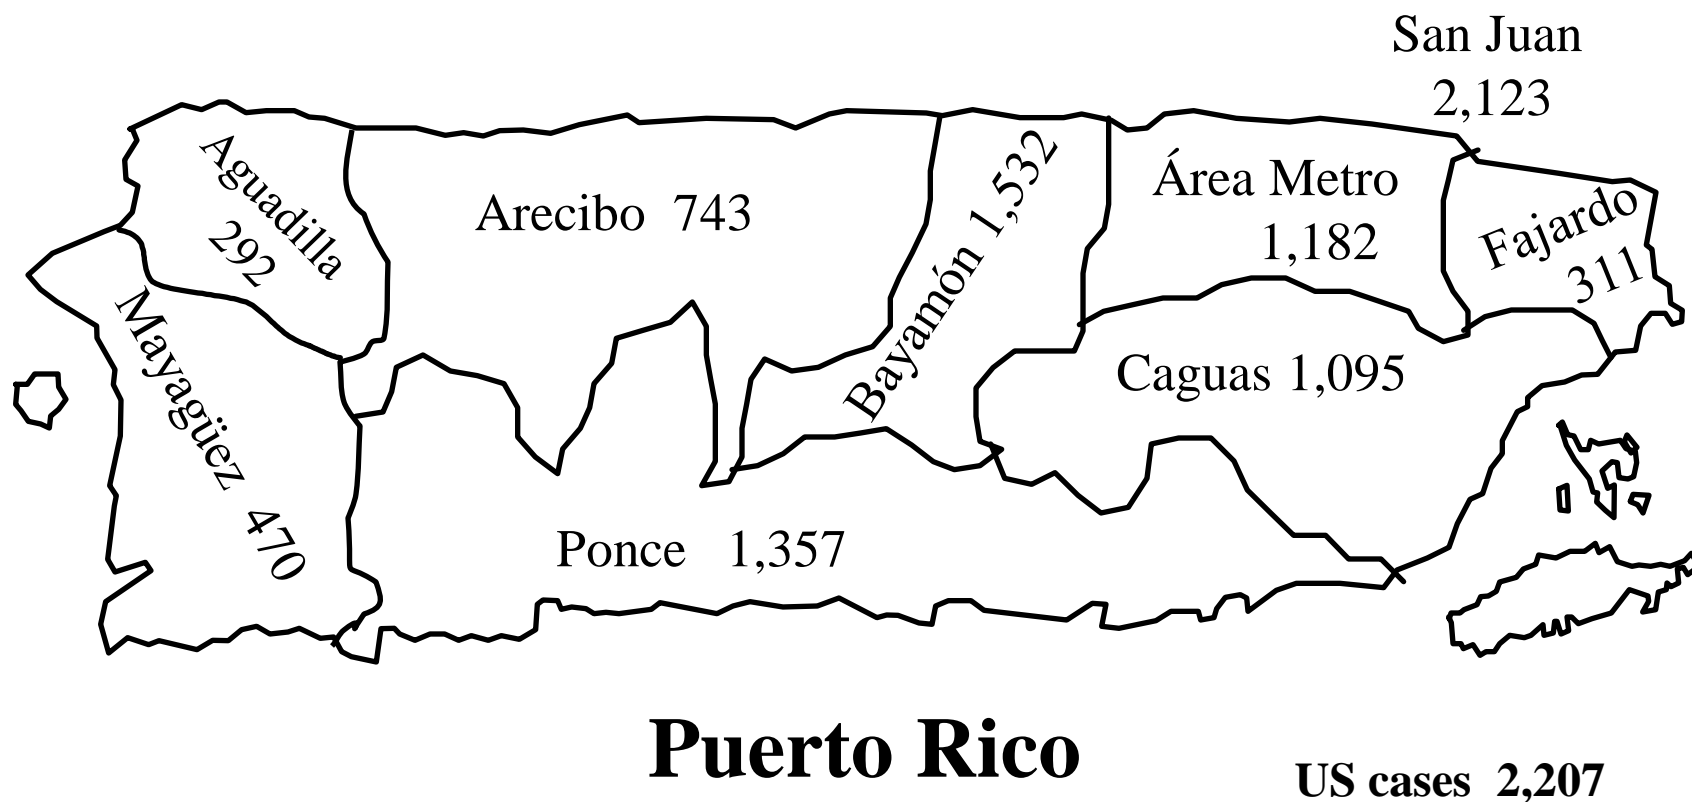 San Juan
2,123
Aguadilla
292
Arecibo 743
Bayamón 1,532
Área Metro
1,182
Fajardo
311
Mayagüez 470
Caguas 1,095
Ponce 1,357
Puerto Rico
US cases 2,207